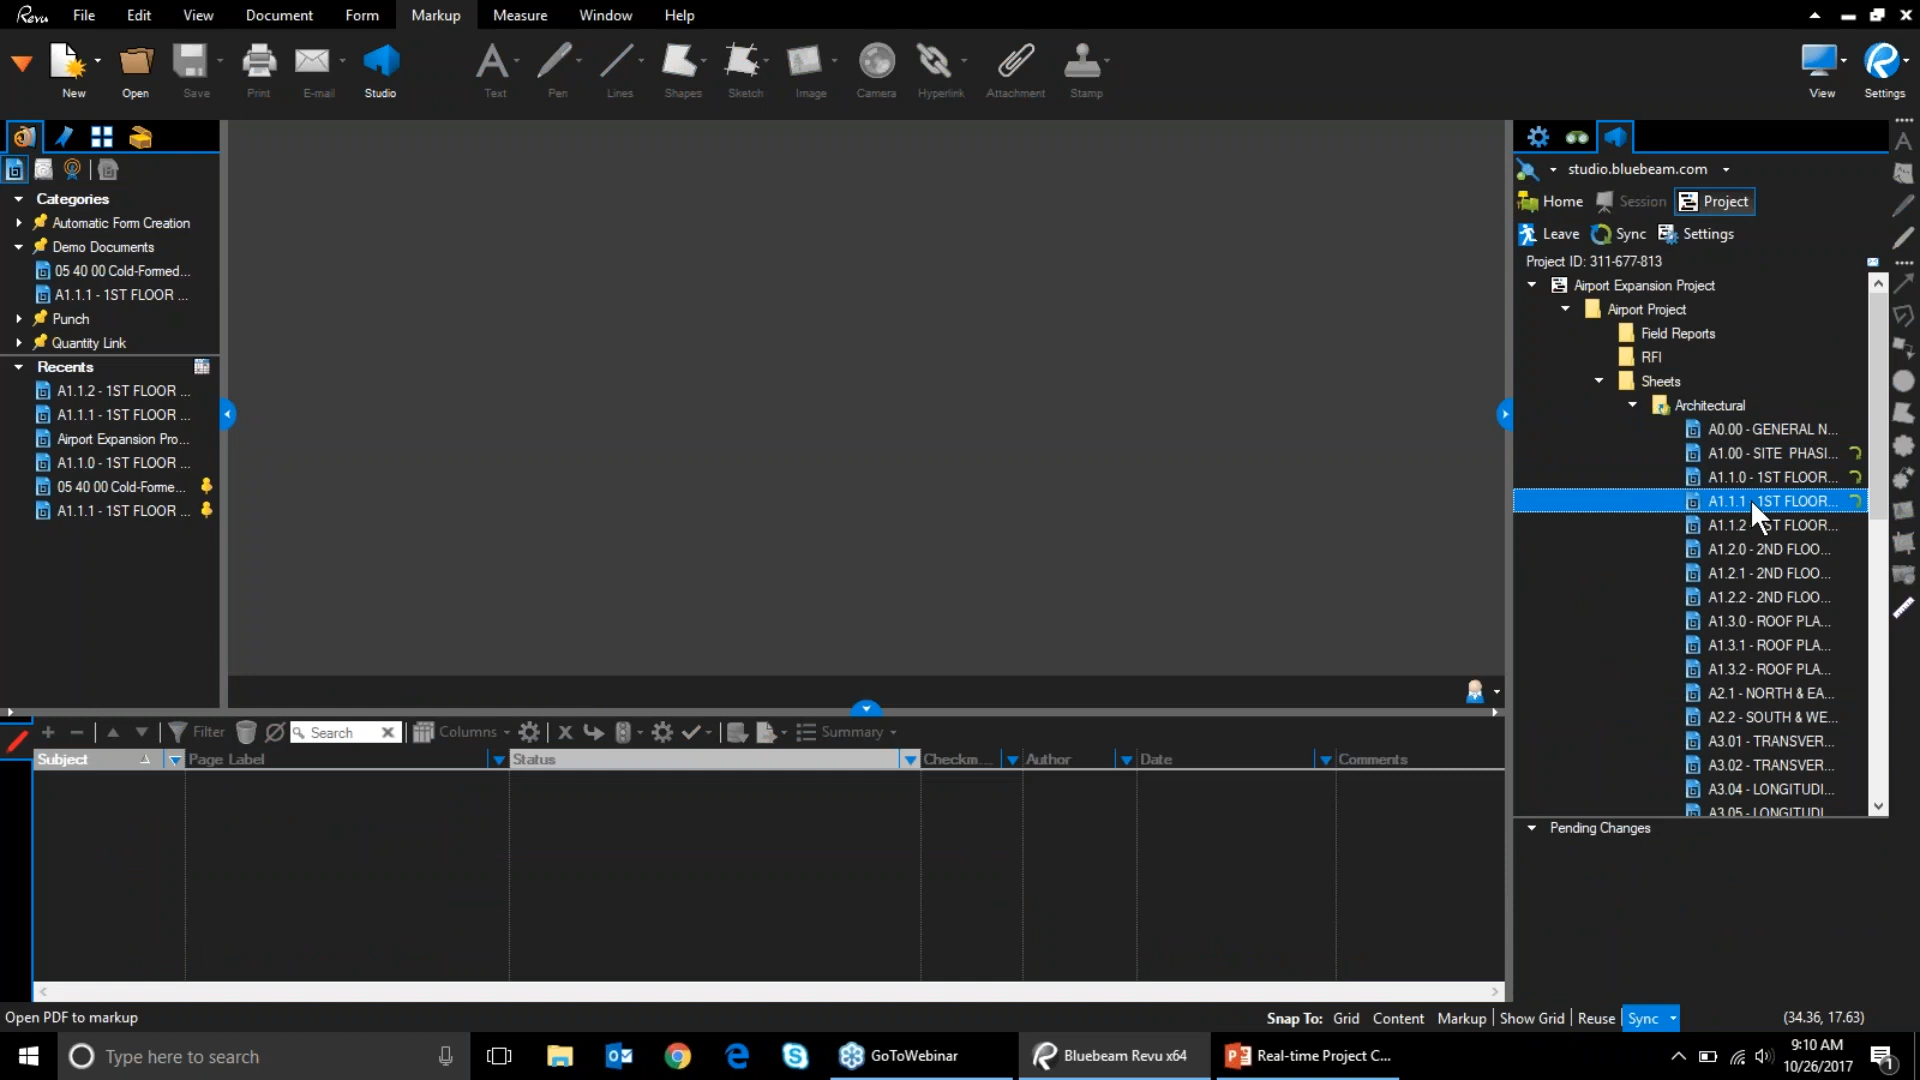 Revu File Edit View Document Form Markup Measure Window Help
New Open Save Print E-mail Studio Text Pen Lines Shapes Sketch Image Camera Hyperlink Attachment Stamp View Settings
Categories
Automatic Form Creation
Demo Documents
05 40 00 Cold-Formed...
A1.1.1 - 1ST FLOOR ...
Punch
Quantity Link
Recents
A1.1.2 - 1ST FLOOR ...
A1.1.1 - 1ST FLOOR ...
Airport Expansion Pro...
A1.1.0 - 1ST FLOOR ...
05 40 00 Cold-Forme...
A1.1.1 - 1ST FLOOR ...
studio.bluebeam.com
Home Session Project
Leave Sync Settings
Project ID: 311-677-813
Airport Expansion Project
Airport Project
Field Reports
RFI
Sheets
Architectural
A0.00 - GENERAL N...
A1.00 - SITE PHASI...
A1.1.0 - 1ST FLOOR...
A1.1.1 - 1ST FLOOR...
A1.1.2 - 1ST FLOOR...
A1.2.0 - 2ND FLOO...
A1.2.1 - 2ND FLOO...
A1.2.2 - 2ND FLOO...
A1.3.0 - ROOF PLA...
A1.3.1 - ROOF PLA...
A1.3.2 - ROOF PLA...
A2.1 - NORTH & EA...
A2.2 - SOUTH & WE...
A3.01 - TRANSVER...
A3.02 - TRANSVER...
A3.04 - LONGITUDI...
A3.05 - LONGITUDI...
Pending Changes
Filter Search Columns Summary
Subject Page Label Status Checkm... Author Date Comments
Open PDF to markup Snap To: Grid Content Markup Show Grid Reuse Sync (34.36, 17.63)
Type here to search GoToWebinar Bluebeam Revu x64 Real-time Project C... 9:10 AM
10/26/2017 1